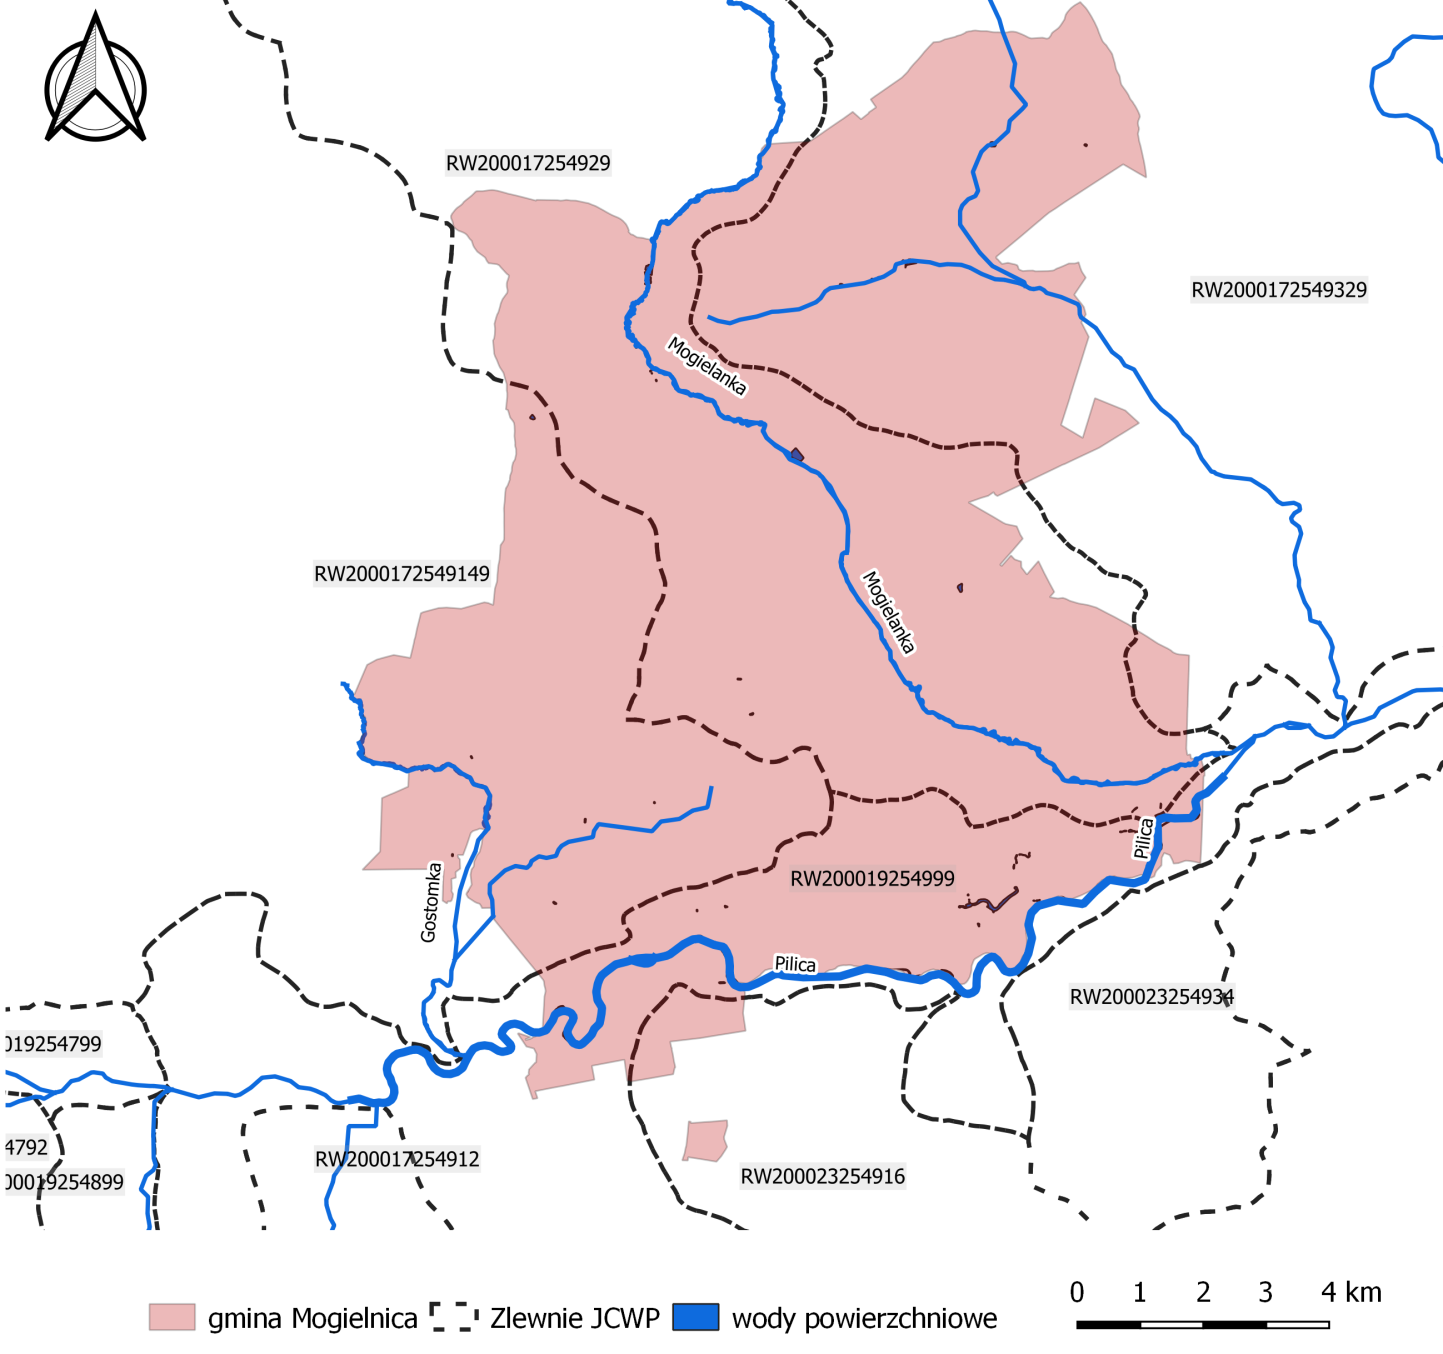 RW200017254929
RW2000172549329
Mogielanka
RW2000172549149
Mogielanka
Pilica
RW200019254999
Gostomka
Pilica
RW200023254934
019254799
4792
RW200017254912
RW200023254916
00019254899
0 1 2 3 4 km
gmina Mogielnica Zlewnie JCWP wody powierzchniowe